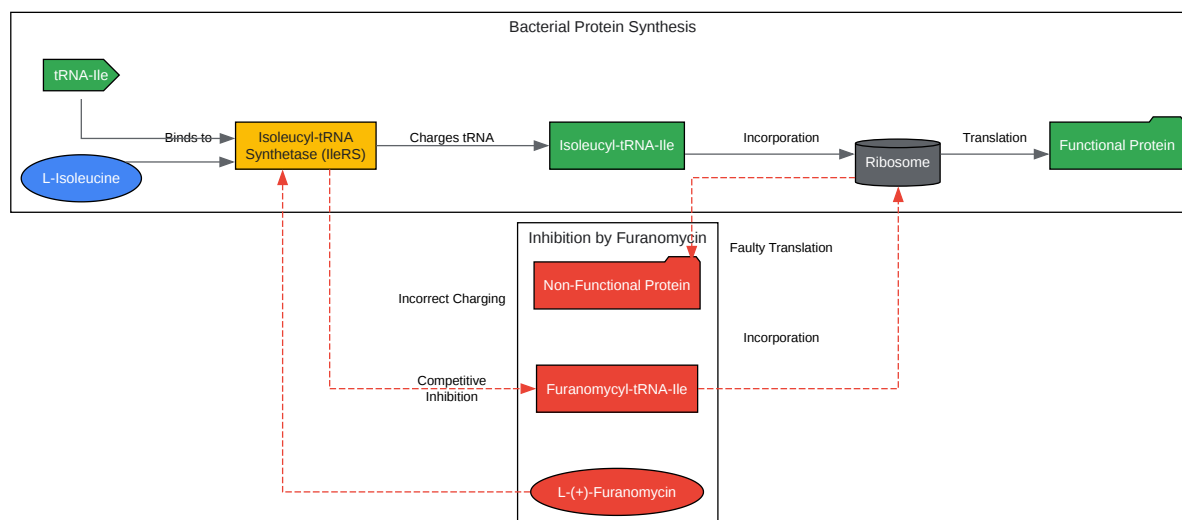 Bacterial Protein Synthesis
tRNA-Ile
Binds to
L-Isoleucine
Isoleucyl-tRNA
Synthetase (IleRS)
Charges tRNA
Isoleucyl-tRNA-Ile
Incorporation
Ribosome
Translation
Functional Protein
Inhibition by Furanomycin
Faulty Translation
Non-Functional Protein
Incorrect Charging
Incorporation
Competitive
Inhibition
Furanomycyl-tRNA-Ile
L-(+)-Furanomycin